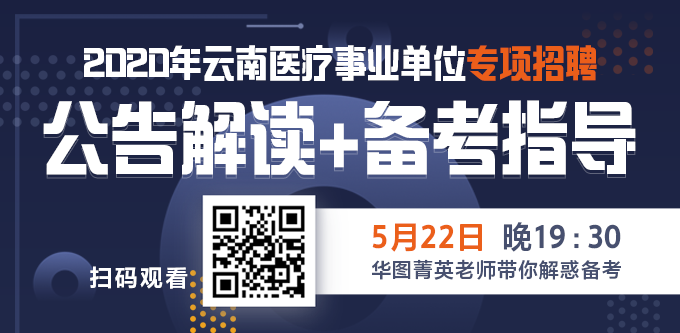 2020年云南医疗事业单位专项招聘
公告解读+备考指导
扫码观看
5月22日 晚19:30
华图菁英老师带你解惑备考